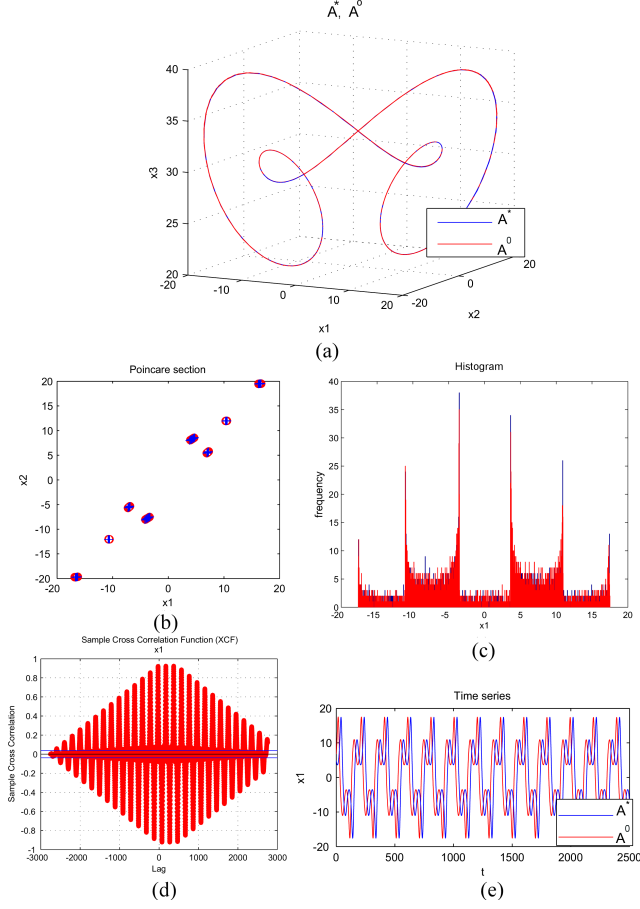 A*, A0
40
35
30
25
20
x3
-20
-10
0
10
20
x1
-20
0
20
x2
A*
A0
(a)
Poincare section
20
15
10
5
0
-5
-10
-15
-20
x2
-20
-10
0
10
20
x1
(b)
Histogram
40
35
30
25
20
15
10
5
0
frequency
-20
-15
-10
-5
0
5
10
15
20
x1
(c)
Sample Cross Correlation Function (XCF)
x1
1
0.8
0.6
0.4
0.2
0
-0.2
-0.4
-0.6
-0.8
-1
Sample Cross Correlation
-3000
-2000
-1000
0
1000
2000
3000
Lag
(d)
Time series
20
10
0
-10
-20
x1
0
500
1000
1500
2000
2500
t
A*
A0
(e)